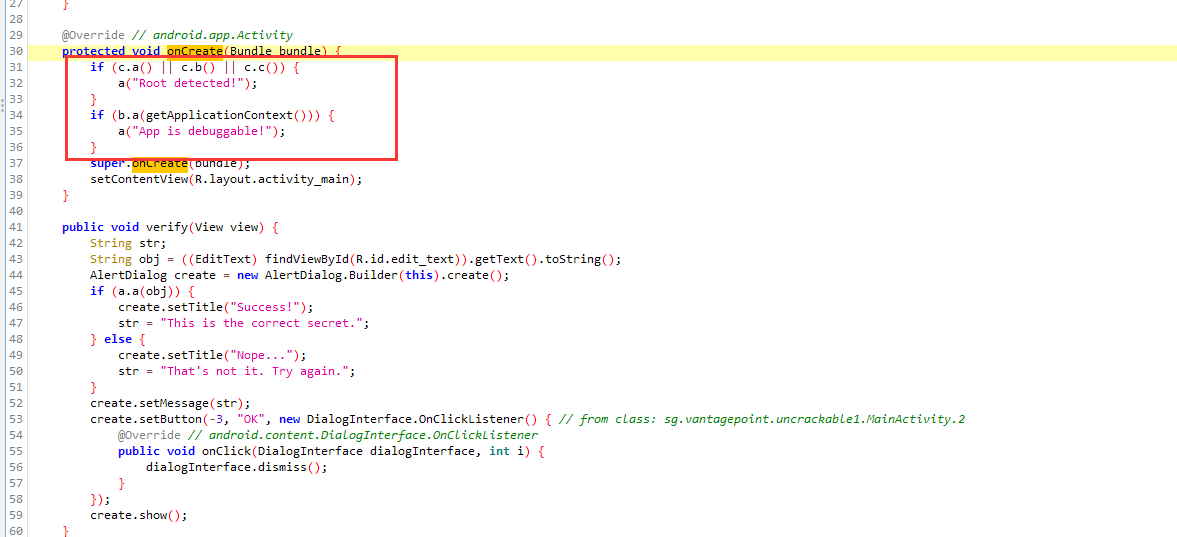 27 }
28
29 @Override // android.app.Activity
30 protected void onCreate(Bundle bundle) {
31 if (c.a() || c.b() || c.c()) {
32 a("Root detected!");
33 }
34 if (b.a(getApplicationContext())) {
35 a("App is debuggable!");
36 }
37 super.onCreate(bundle);
38 setContentView(R.layout.activity_main);
39 }
40
41 public void verify(View view) {
42 String str;
43 String obj = ((EditText) findViewById(R.id.edit_text)).getText().toString();
44 AlertDialog create = new AlertDialog.Builder(this).create();
45 if (a.a(obj)) {
46 create.setTitle("Success!");
47 str = "This is the correct secret.";
48 } else {
49 create.setTitle("Nope...");
50 str = "That's not it. Try again.";
51 }
52 create.setMessage(str);
53 create.setButton(-3, "OK", new DialogInterface.OnClickListener() { // from class: sg.vantagepoint.uncrackable1.MainActivity.2
54 @Override // android.content.DialogInterface.OnClickListener
55 public void onClick(DialogInterface dialogInterface, int i) {
56 dialogInterface.dismiss();
57 }
58 });
59 create.show();
60 }